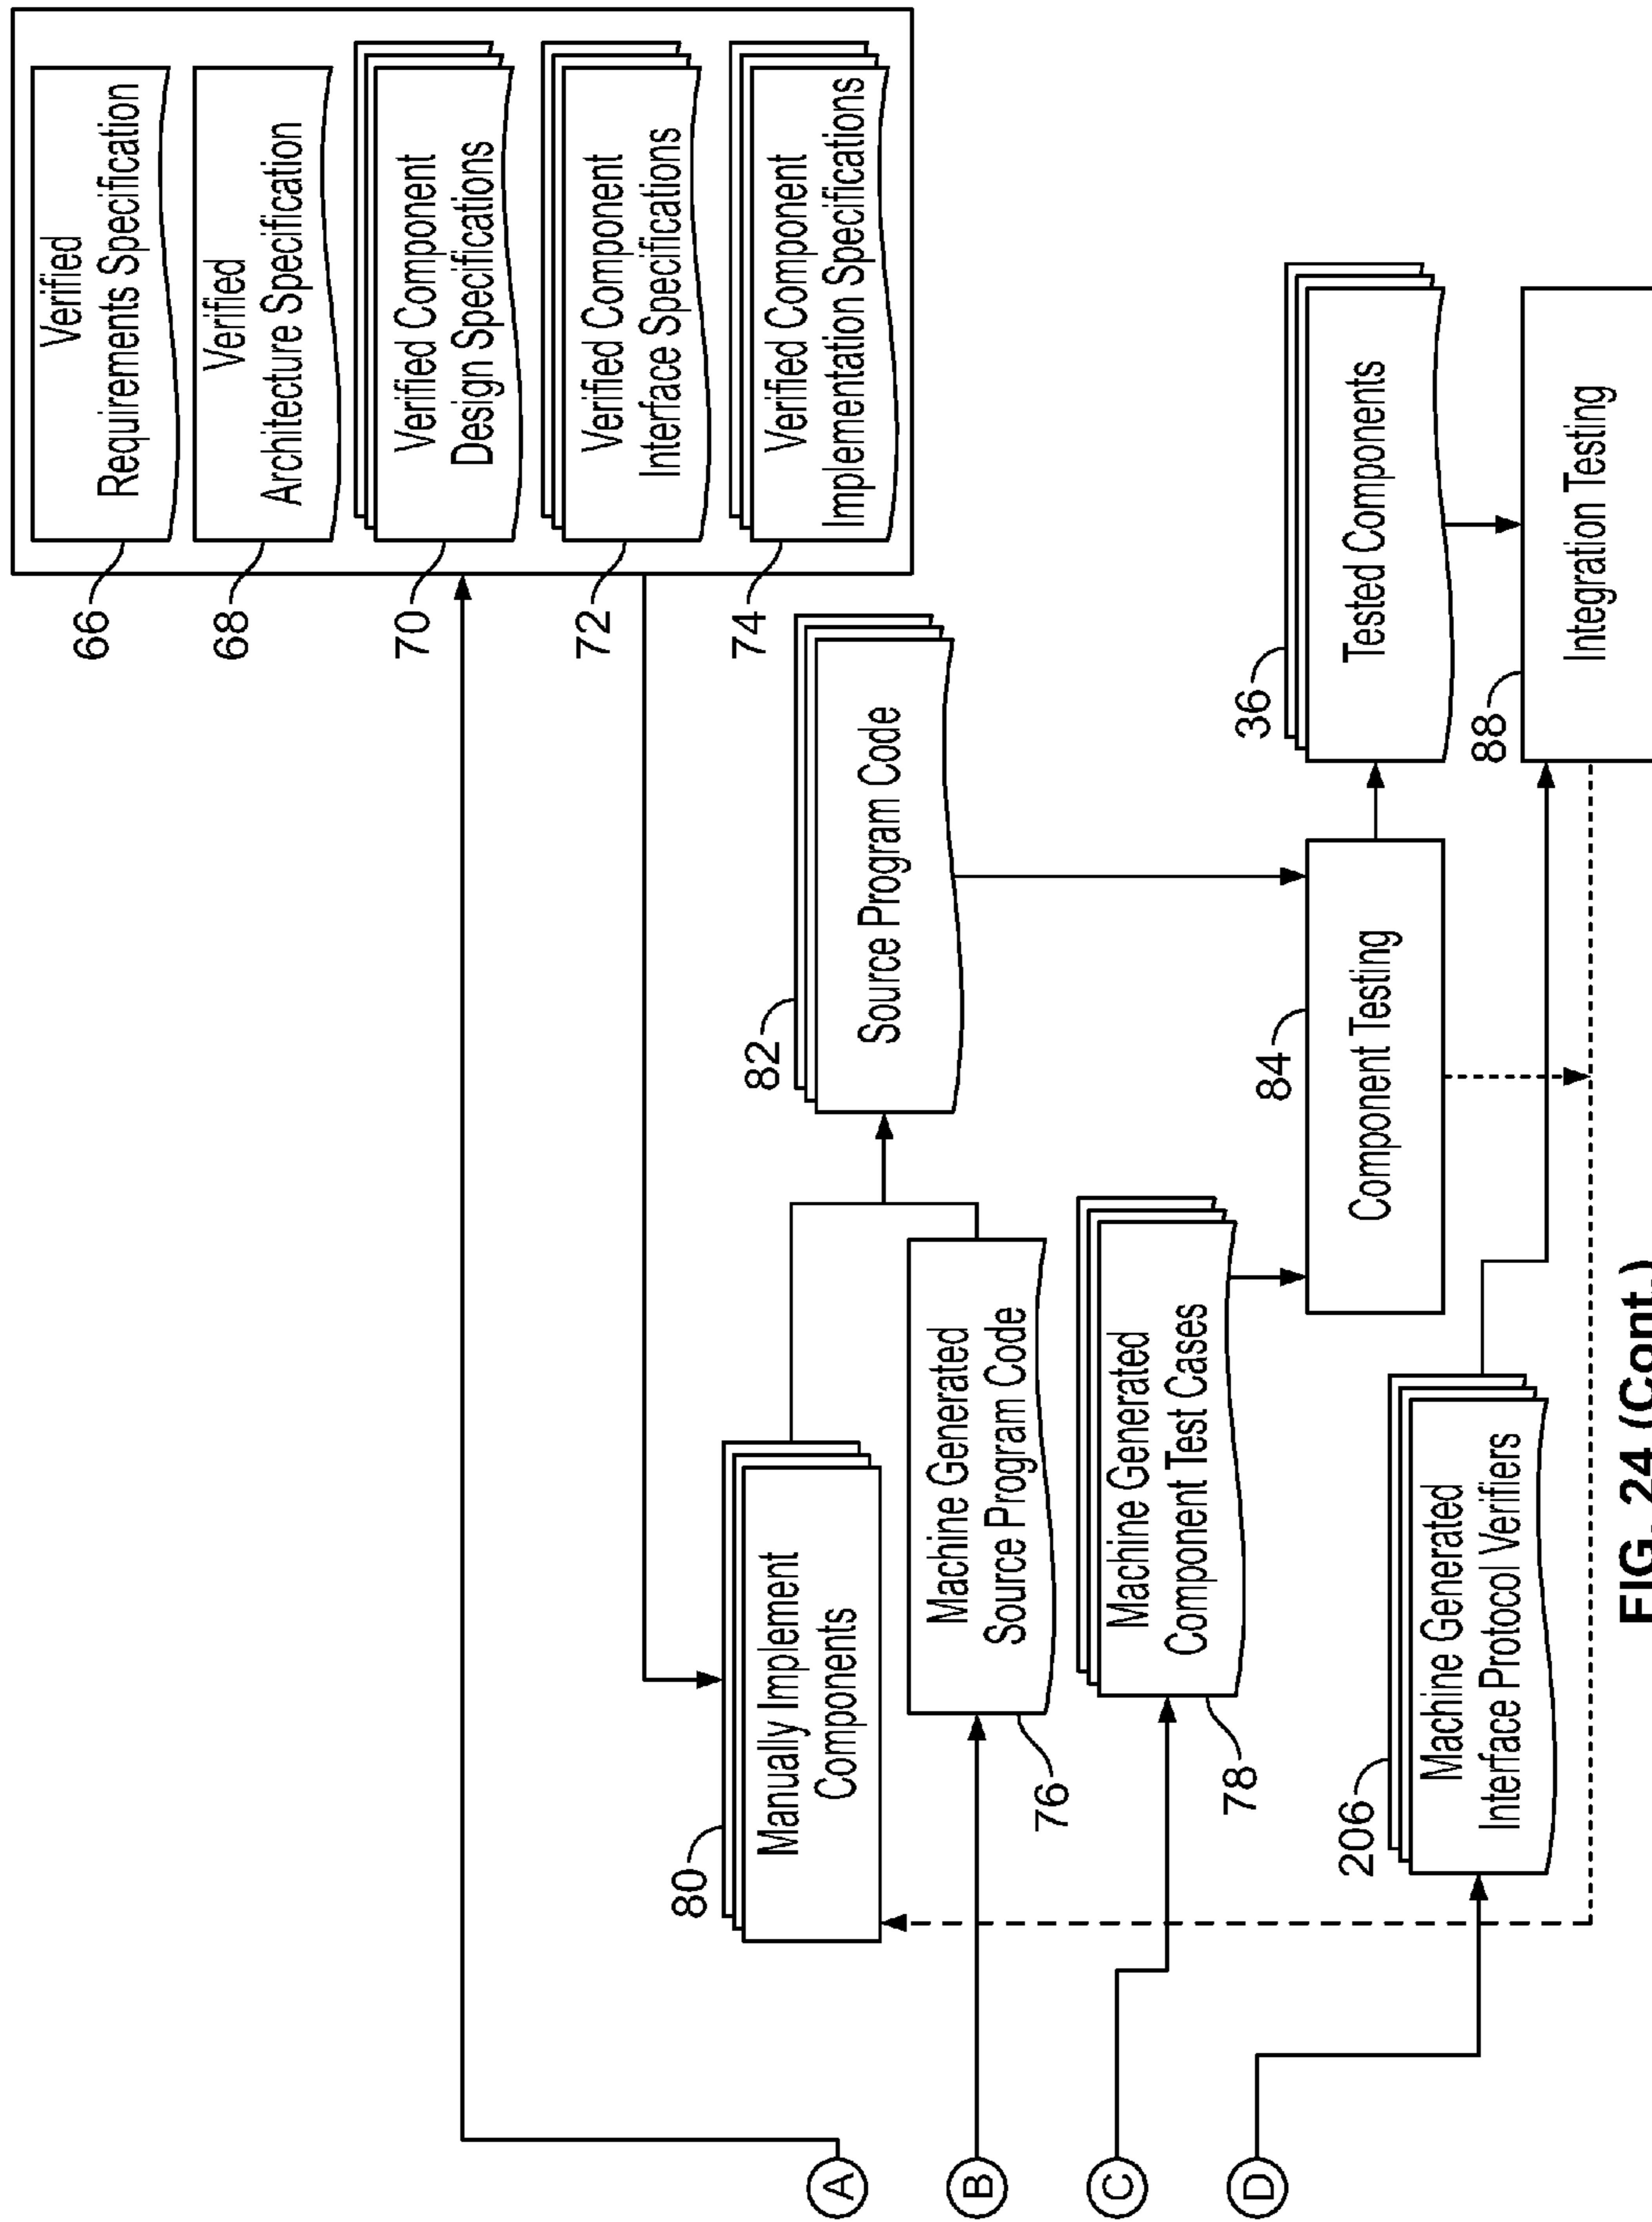 Verified
Requirements Specification
66
Verified
Architecture Specification
68
Verified Component
Design Specifications
70
Verified Component
Interface Specifications
72
Verified Component
Implementation Specifications
74
82
Source Program Code
80
Manually Implement
Components
Machine Generated
Source Program Code
76
Machine Generated
Component Test Cases
78
84
Component Testing
36
Tested Components
88
Integration Testing
206
Machine Generated
Interface Protocol Verifiers
A
B
C
D
FIG. 24 (Cont.)